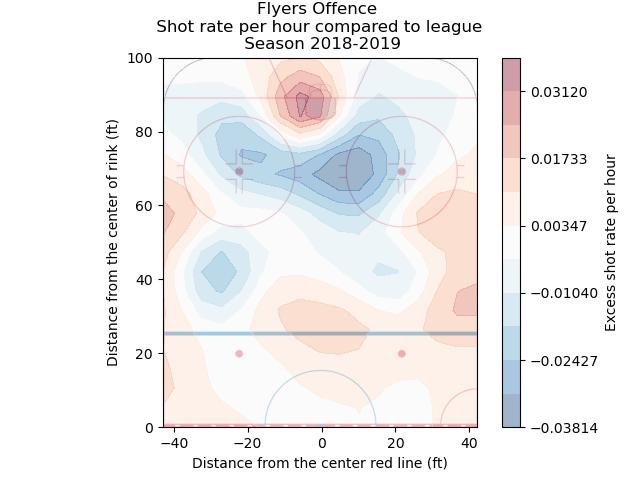 Flyers Offence
Shot rate per hour compared to league
Season 2018-2019
100
80
60
40
20
0
Distance from the center of rink (ft)
−40
−20
0
20
40
Distance from the center red line (ft)
0.03120
0.01733
0.00347
−0.01040
−0.02427
−0.03814
Excess shot rate per hour